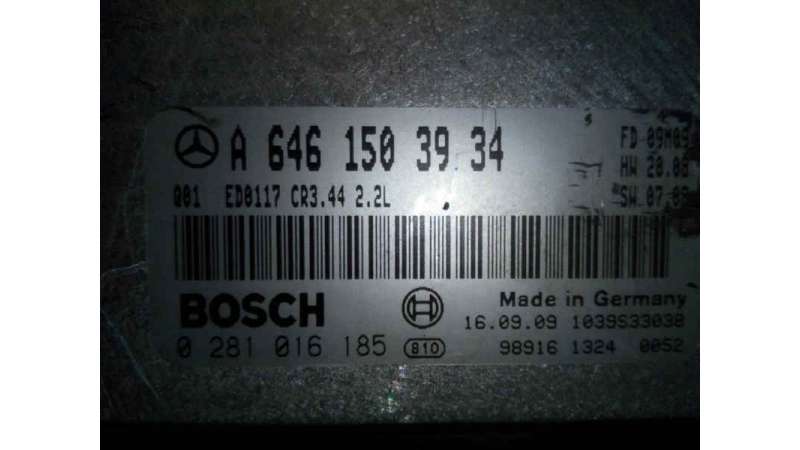 A 646 150 39 34
FD 09M09
HW 20.08
Q01 ED0117 CR3.44 2.2L
SW 07.08
BOSCH
Made in Germany
16.09.09 1039S33038
0 281 016 185 810
98916 1324 0052